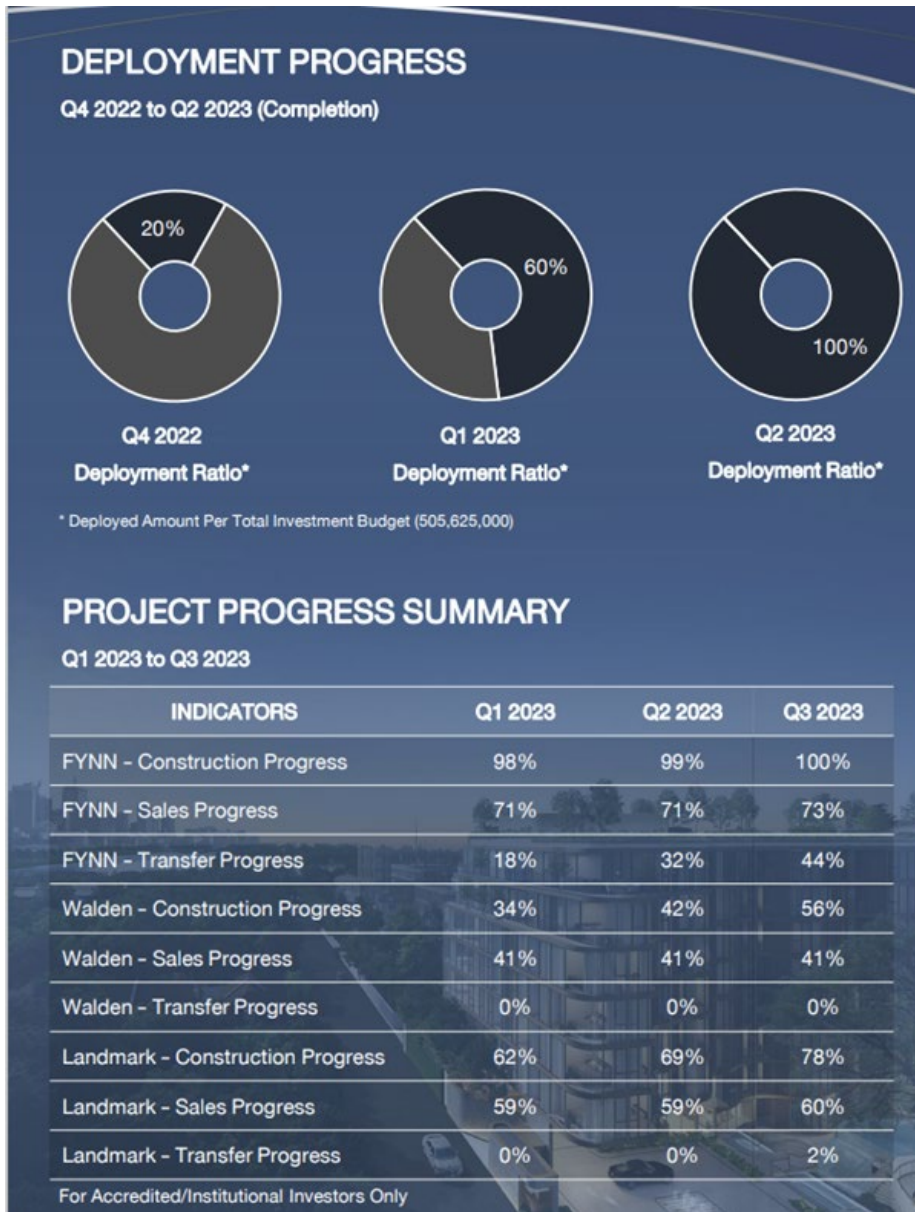 DEPLOYMENT PROGRESS
Q4 2022 to Q2 2023 (Completion)
20%
60%
100%
Q4 2022
Deployment Ratio*
Q1 2023
Deployment Ratio*
Q2 2023
Deployment Ratio*
* Deployed Amount Per Total Investment Budget (505,625,000)
PROJECT PROGRESS SUMMARY
Q1 2023 to Q3 2023
INDICATORS Q1 2023 Q2 2023 Q3 2023
FYNN - Construction Progress 98% 99% 100%
FYNN - Sales Progress 71% 71% 73%
FYNN - Transfer Progress 18% 32% 44%
Walden - Construction Progress 34% 42% 56%
Walden - Sales Progress 41% 41% 41%
Walden - Transfer Progress 0% 0% 0%
Landmark - Construction Progress 62% 69% 78%
Landmark - Sales Progress 59% 59% 60%
Landmark - Transfer Progress 0% 0% 2%
For Accredited/Institutional Investors Only